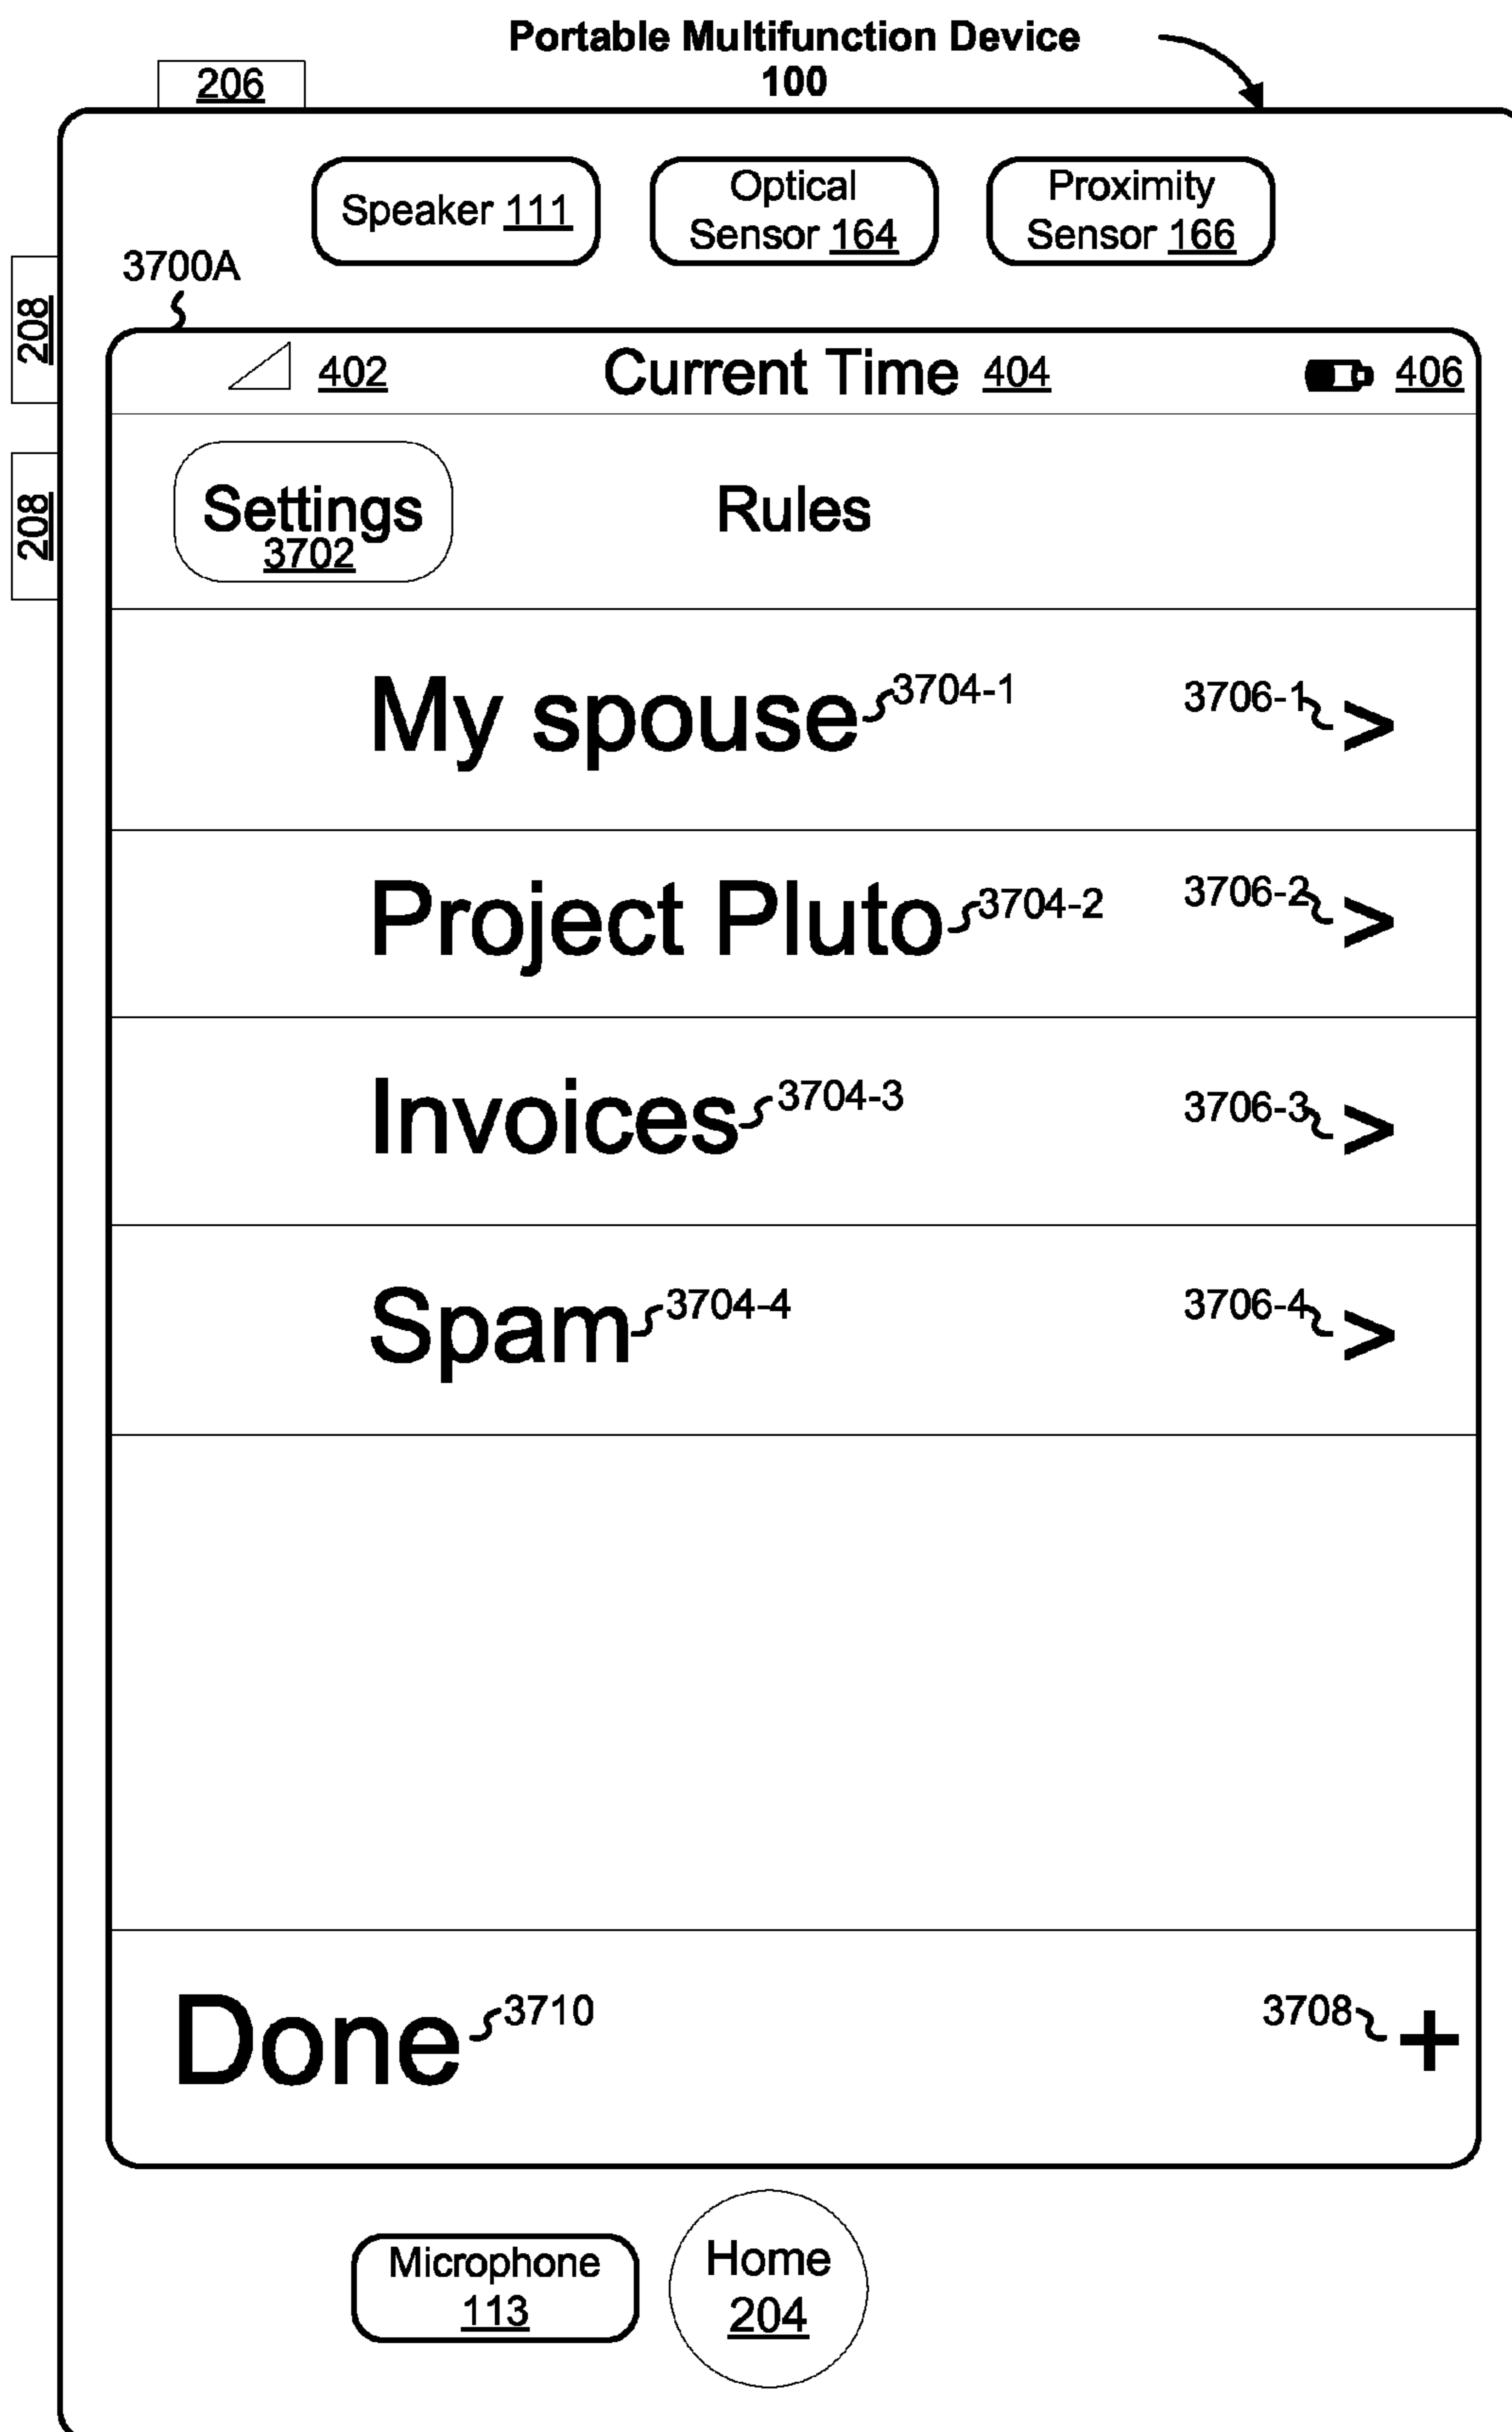 Portable Multifunction Device
100
206
Speaker 111
Optical
Sensor 164
Proximity
Sensor 166
3700A
208
208
402
Current Time 404
406
Settings
3702
Rules
My spouse 3704-1 3706-1 >
Project Pluto 3704-2 3706-2 >
Invoices 3704-3 3706-3 >
Spam 3704-4 3706-4 >
Done 3710 3708 +
Microphone
113
Home
204